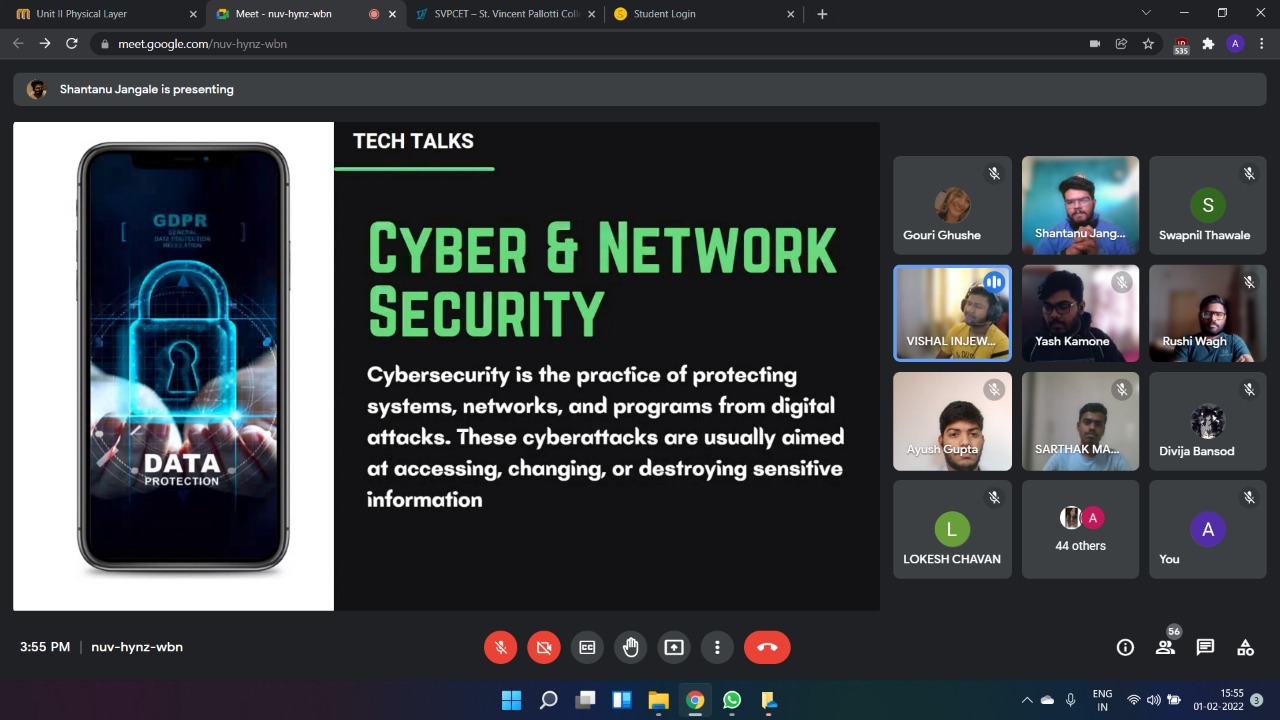 Unit II Physical Layer
Meet - nuv-hynz-wbn
SVPCET – St. Vincent Pallotti Coll
Student Login
meet.google.com/nuv-hynz-wbn
535
A
Shantanu Jangale is presenting
TECH TALKS
GDPR
GENERAL
DATA PROTECTION
REGULATION
DATA
PROTECTION
CYBER & NETWORK
SECURITY
Cybersecurity is the practice of protecting
systems, networks, and programs from digital
attacks. These cyberattacks are usually aimed
at accessing, changing, or destroying sensitive
information
Gouri Ghushe
Shantanu Jang...
S
Swapnil Thawale
VISHAL INJEW...
Yash Kamone
Rushi Wagh
Ayush Gupta
SARTHAK MA...
Divija Bansod
L
LOKESH CHAVAN
A
44 others
A
You
3:55 PM | nuv-hynz-wbn
CC
56
ENG
IN
15:55
01-02-2022
3